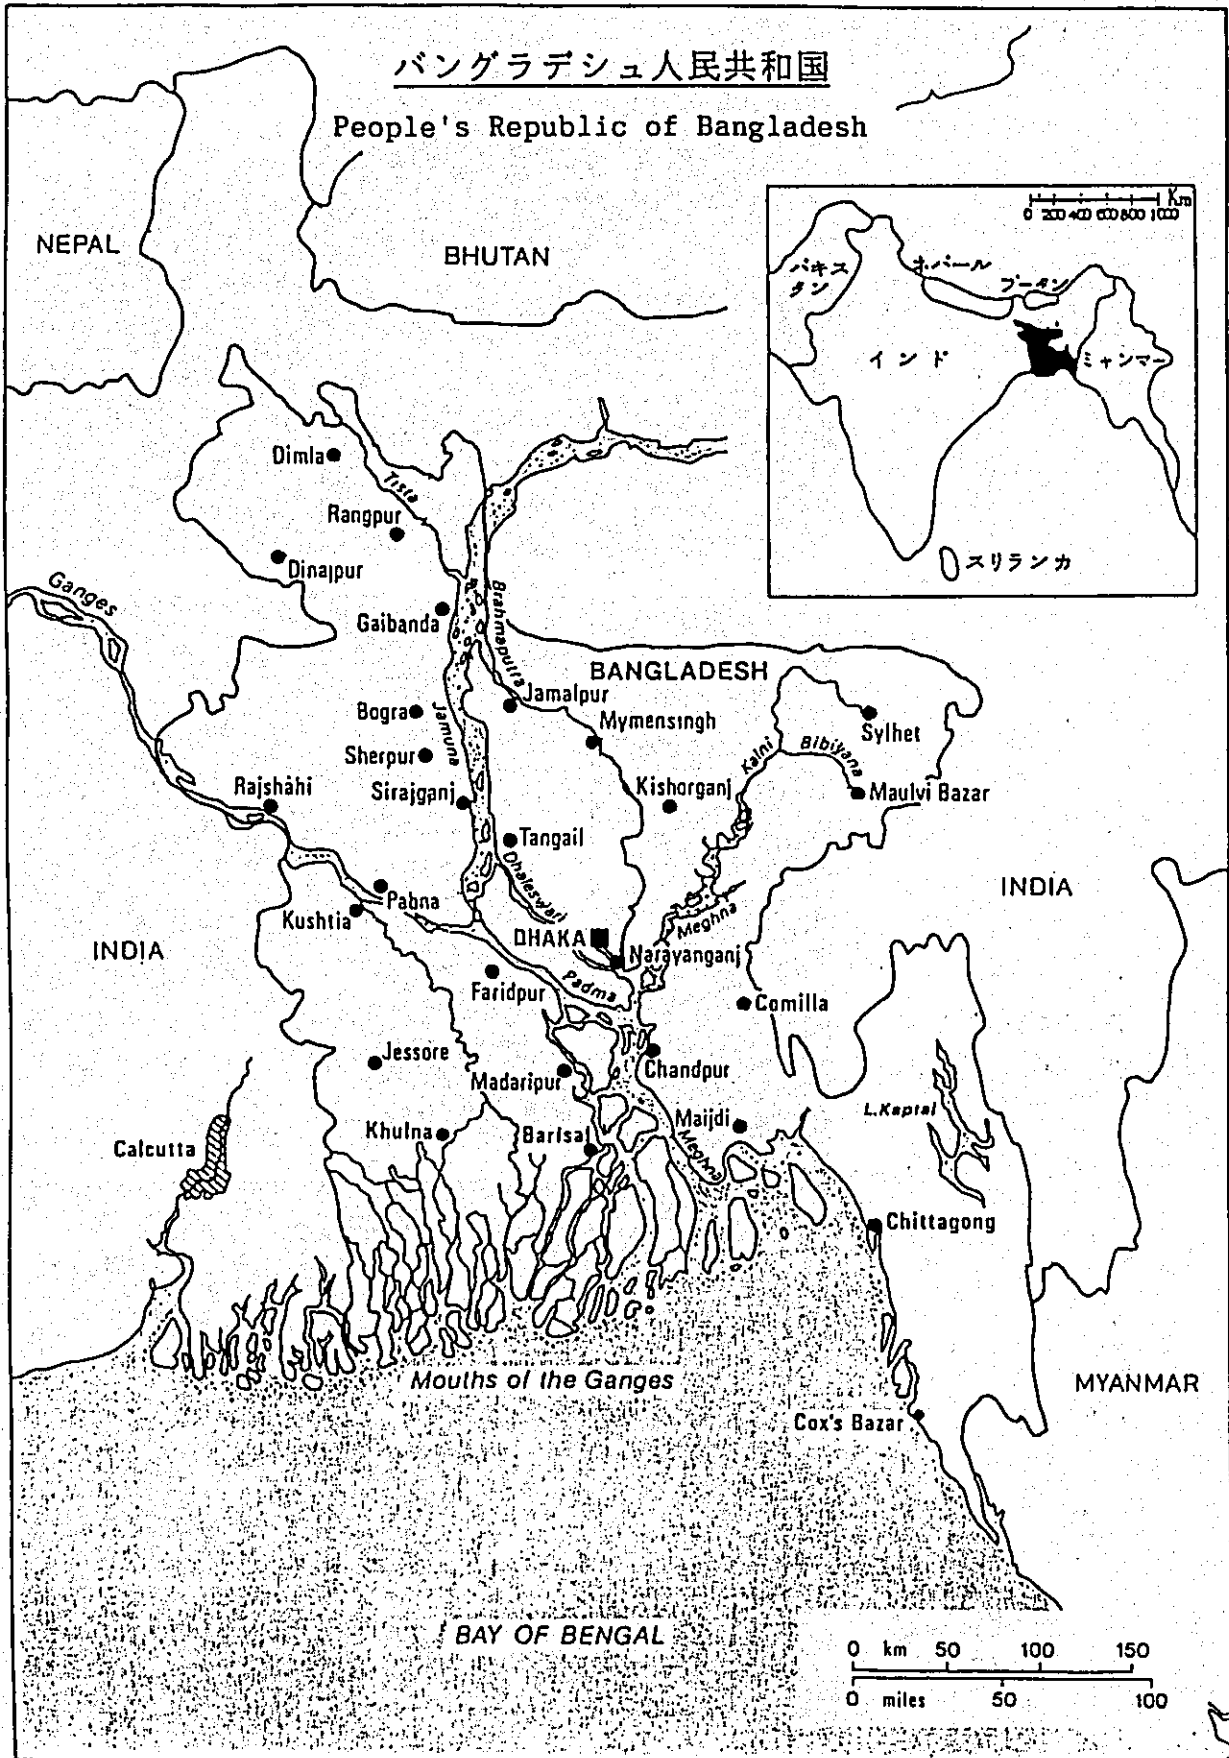 バングラデシュ人民共和国
People's Republic of Bangladesh
NEPAL
BHUTAN
Km
0 200 400 600 800 1000
パキス
タン
ネパール
ブータン
インド
ミャンマー
スリランカ
Dimla
Tista
Rangpur
Dinajpur
Ganges
Gaibanda
Brahmaputra
BANGLADESH
Jamalpur
Bogra
Jamuna
Mymensingh
Sylhet
Sherpur
Kalni
Bibiyana
Rajshahi
Sirajganj
Kishorganj
Maulvi Bazar
Tangail
Dhaleswari
Pabna
INDIA
Kushtia
Meghna
INDIA
DHAKA
Narayanganj
Faridpur
Padma
Comilla
Jessore
Madaripur
Chandpur
L.Kaptai
Calcutta
Khulna
Barisal
Maijdi
Meghna
Chittagong
Mouths of the Ganges
MYANMAR
Cox's Bazar
BAY OF BENGAL
0 km 50 100 150
0 miles 50 100